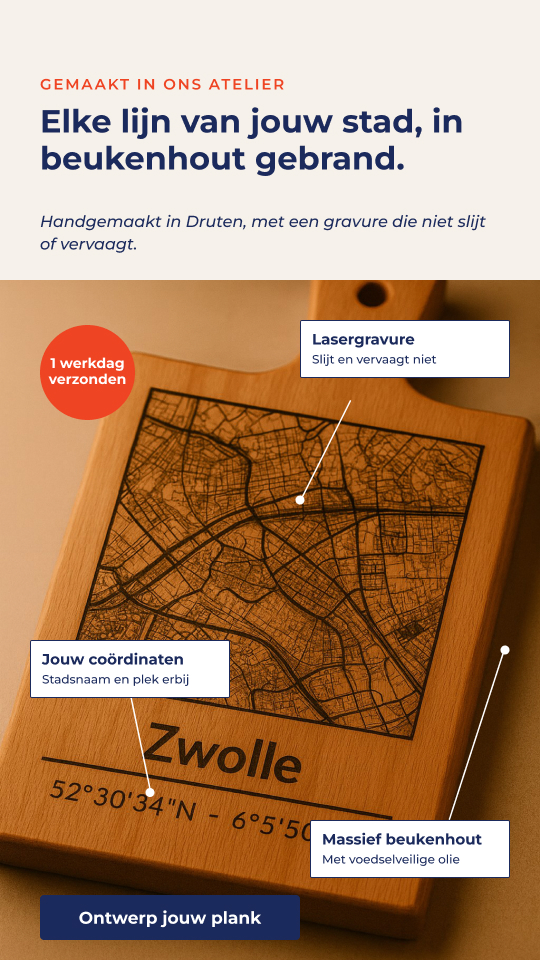 GEMAAKT IN ONS ATELIER
Elke lijn van jouw stad, in
beukenhout gebrand.
Handgemaakt in Druten, met een gravure die niet slijt
of vervaagt.
1 werkdag
verzonden
Lasergravure
Slijt en vervaagt niet
Jouw coördinaten
Stadsnaam en plek erbij
Zwolle
52°30'34"N - 6°5'50
Massief beukenhout
Met voedselveilige olie
Ontwerp jouw plank